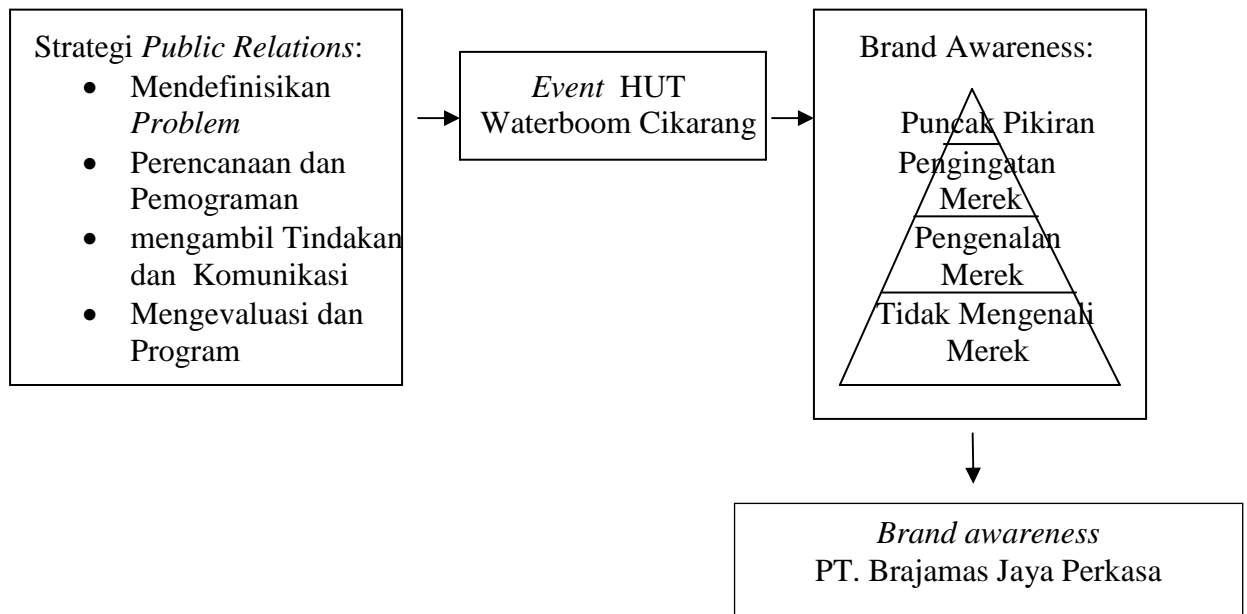 Strategi Public Relations:
• Mendefinisikan
Problem
• Perencanaan dan
Pemograman
• mengambil Tindakan
dan Komunikasi
• Mengevaluasi dan
Program
Event HUT
Waterboom Cikarang
Brand Awareness:
Puncak Pikiran
Pengingatan
Merek
Pengenalan
Merek
Tidak Mengenali
Merek
Brand awareness
PT. Brajamas Jaya Perkasa